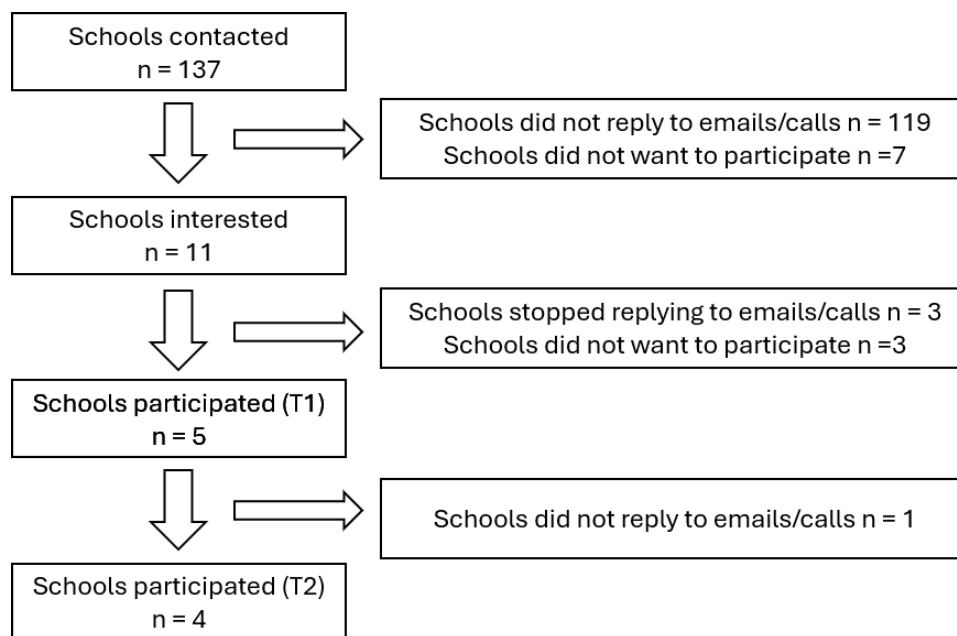 Schools contacted
n = 137
Schools did not reply to emails/calls n = 119
Schools did not want to participate n =7
Schools interested
n = 11
Schools stopped replying to emails/calls n = 3
Schools did not want to participate n =3
Schools participated (T1)
n = 5
Schools did not reply to emails/calls n = 1
Schools participated (T2)
n = 4